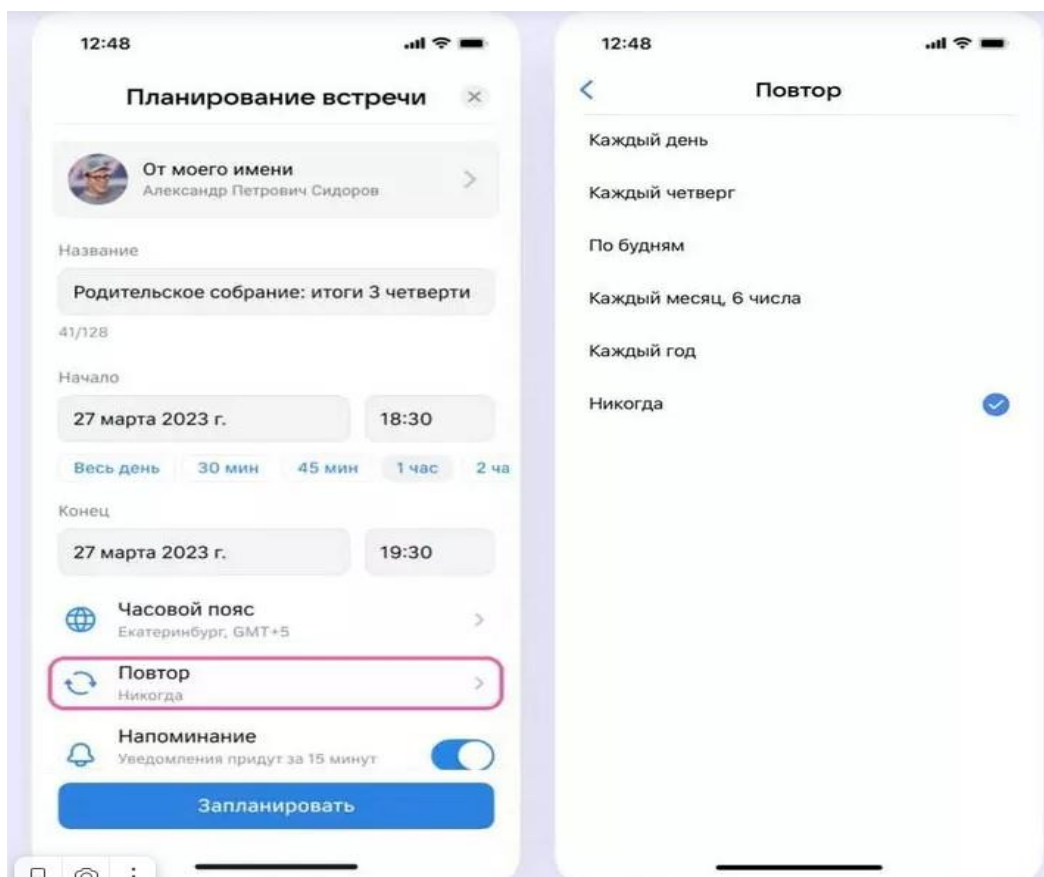 12:48
Планирование встречи
От моего имени
Александр Петрович Сидоров
Название
Родительское собрание: итоги 3 четверти
41/128
Начало
27 марта 2023 г. 18:30
Весь день 30 мин 45 мин 1 час 2 ча
Конец
27 марта 2023 г. 19:30
Часовой пояс
Екатеринбург, GMT+5
Повтор
Никогда
Напоминание
Уведомления придут за 15 минут
Запланировать
12:48
Повтор
Каждый день
Каждый четверг
По будням
Каждый месяц, 6 числа
Каждый год
Никогда